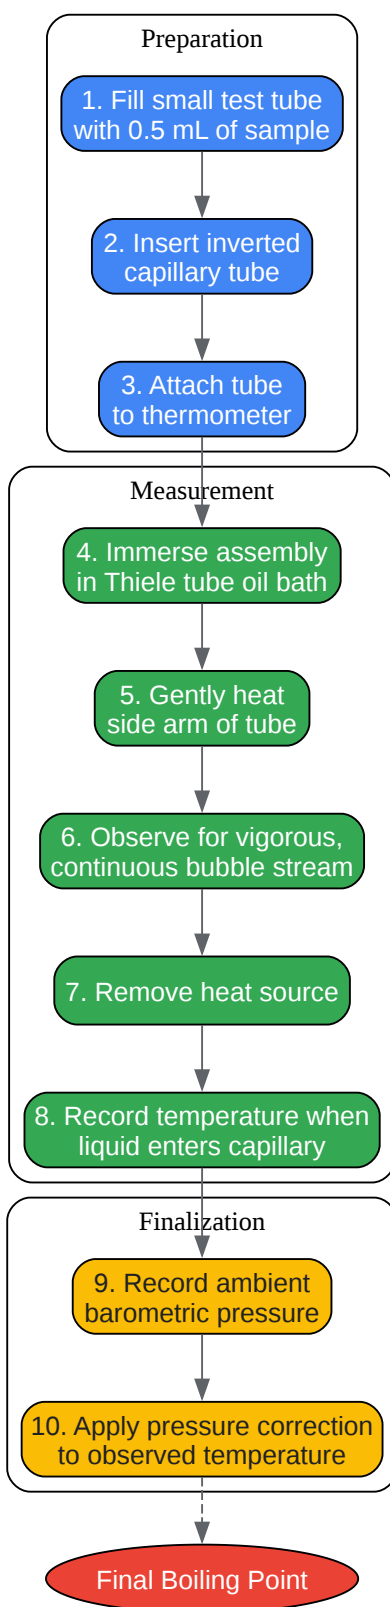 Preparation
1. Fill small test tube
with 0.5 mL of sample
2. Insert inverted
capillary tube
3. Attach tube
to thermometer
Measurement
4. Immerse assembly
in Thiele tube oil bath
5. Gently heat
side arm of tube
6. Observe for vigorous,
continuous bubble stream
7. Remove heat source
8. Record temperature when
liquid enters capillary
Finalization
9. Record ambient
barometric pressure
10. Apply pressure correction
to observed temperature
Final Boiling Point